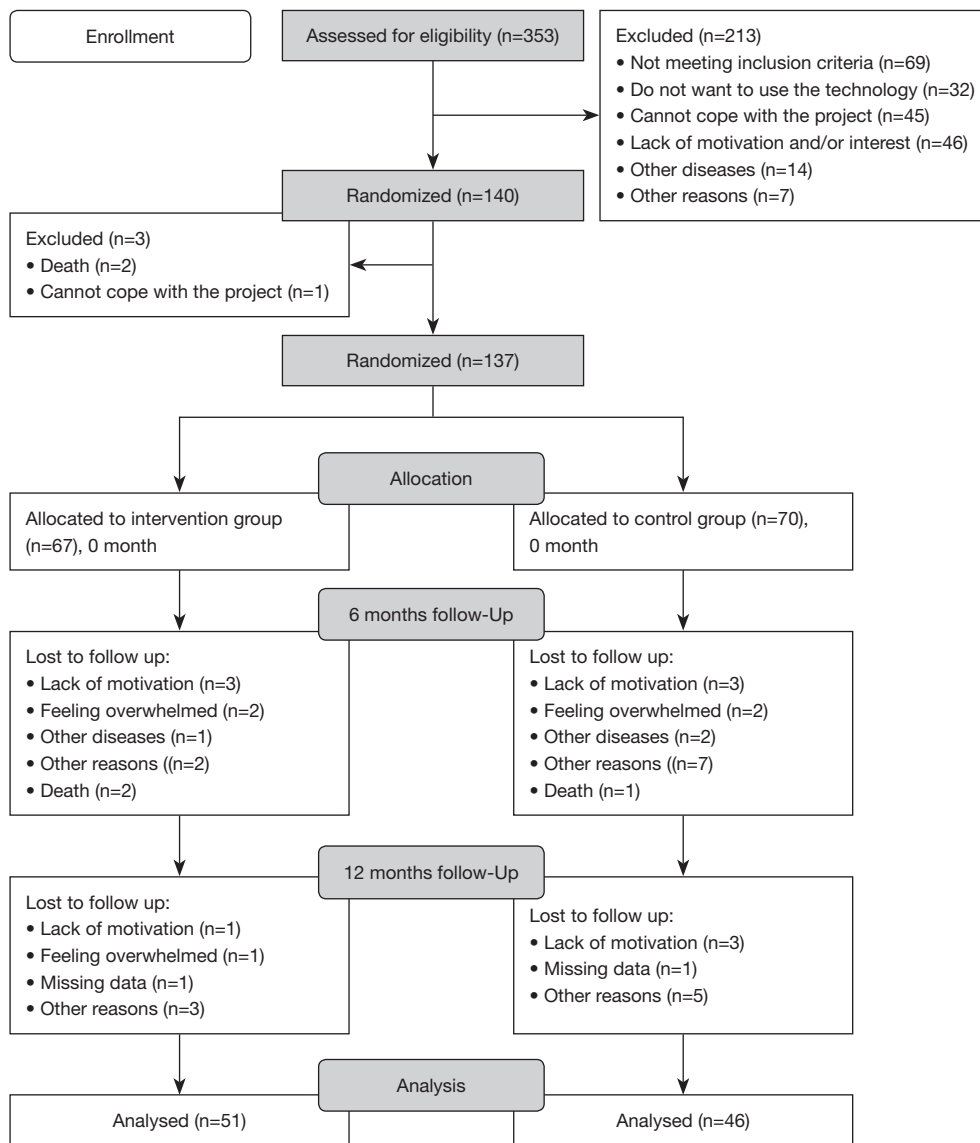 Enrollment
Assessed for eligibility (n=353)
Excluded (n=213)
• Not meeting inclusion criteria (n=69)
• Do not want to use the technology (n=32)
• Cannot cope with the project (n=45)
• Lack of motivation and/or interest (n=46)
• Other diseases (n=14)
• Other reasons (n=7)
Randomized (n=140)
Excluded (n=3)
• Death (n=2)
• Cannot cope with the project (n=1)
Randomized (n=137)
Allocation
Allocated to intervention group
(n=67), 0 month
Allocated to control group (n=70),
0 month
6 months follow-Up
Lost to follow up:
• Lack of motivation (n=3)
• Feeling overwhelmed (n=2)
• Other diseases (n=1)
• Other reasons ((n=2)
• Death (n=2)
Lost to follow up:
• Lack of motivation (n=3)
• Feeling overwhelmed (n=2)
• Other diseases (n=2)
• Other reasons ((n=7)
• Death (n=1)
12 months follow-Up
Lost to follow up:
• Lack of motivation (n=1)
• Feeling overwhelmed (n=1)
• Missing data (n=1)
• Other reasons (n=3)
Lost to follow up:
• Lack of motivation (n=3)
• Missing data (n=1)
• Other reasons (n=5)
Analysis
Analysed (n=51)
Analysed (n=46)